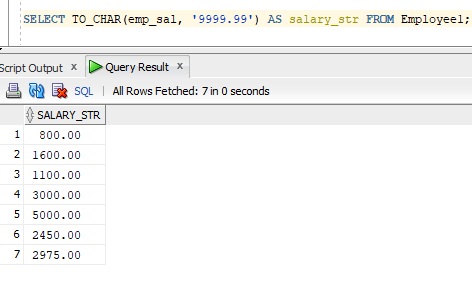 SELECT TO_CHAR(emp_sal, '9999.99') AS salary_str FROM Employee1;
Script Output x Query Result x
SQL | All Rows Fetched: 7 in 0 seconds
SALARY_STR
1 800.00
2 1600.00
3 1100.00
4 3000.00
5 5000.00
6 2450.00
7 2975.00